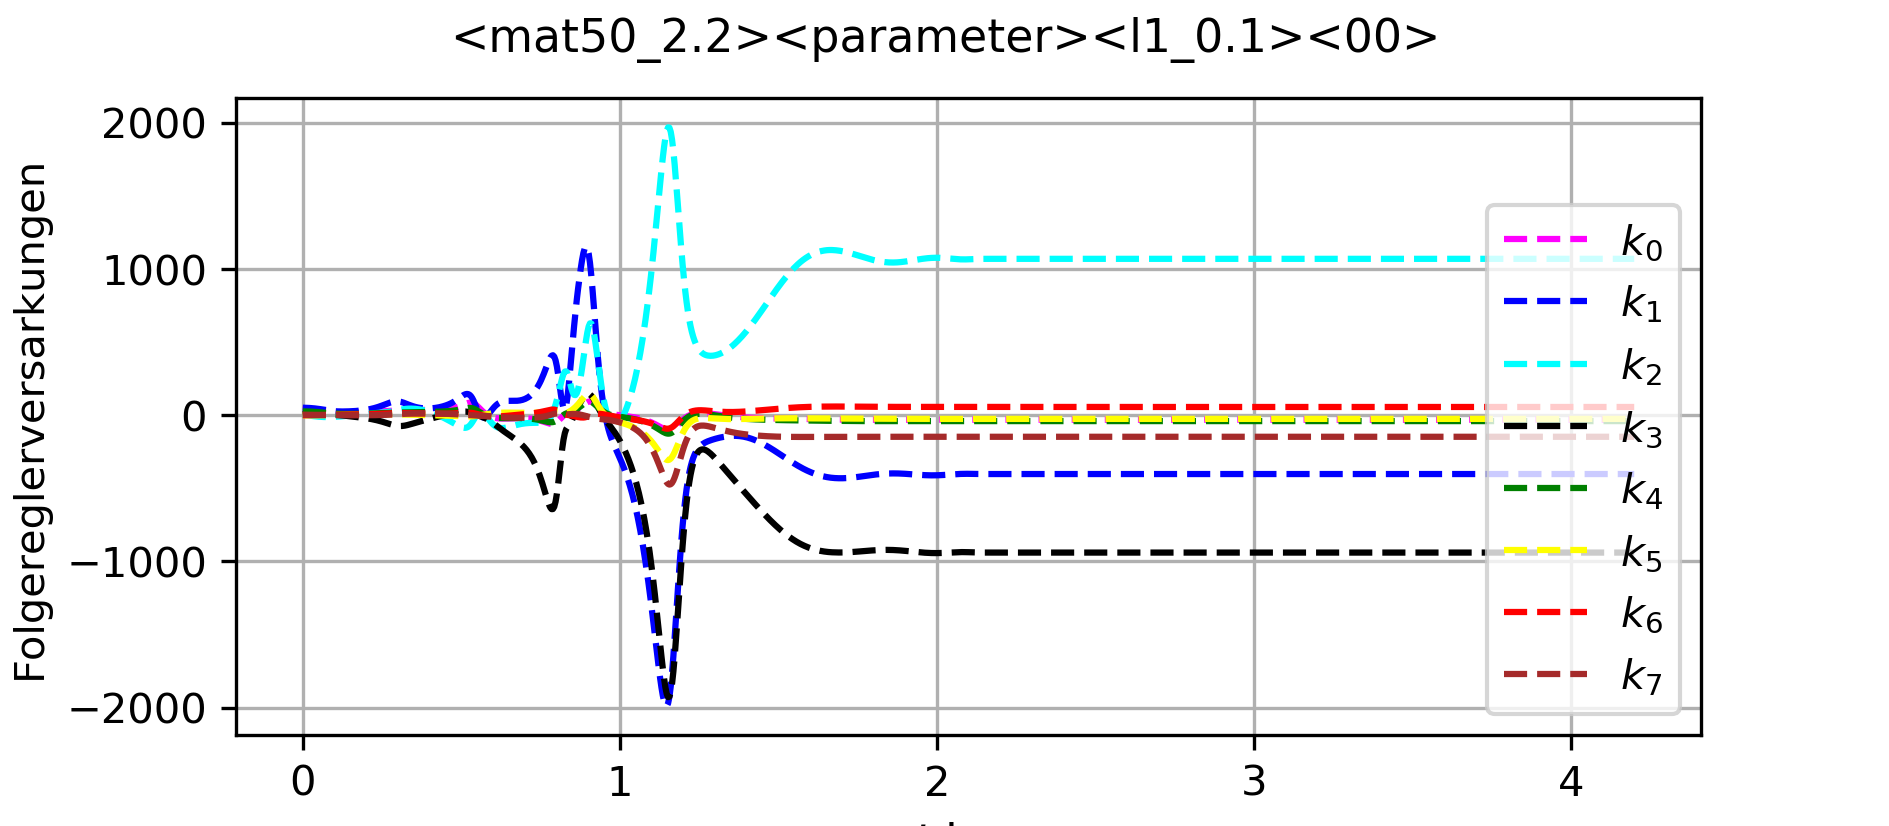 <mat50_2.2><parameter><l1_0.1><00>
Folgereglerversarkungen
2000
1000
0
−1000
−2000
0 1 2 3 4
k0
k1
k2
k3
k4
k5
k6
k7